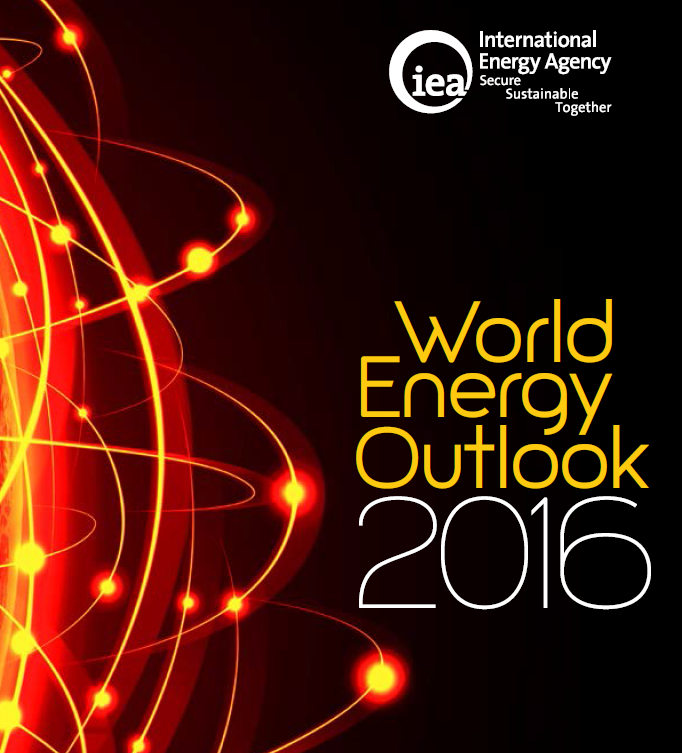 iea
International
Energy Agency
Secure
Sustainable
Together
World
Energy
Outlook
2016